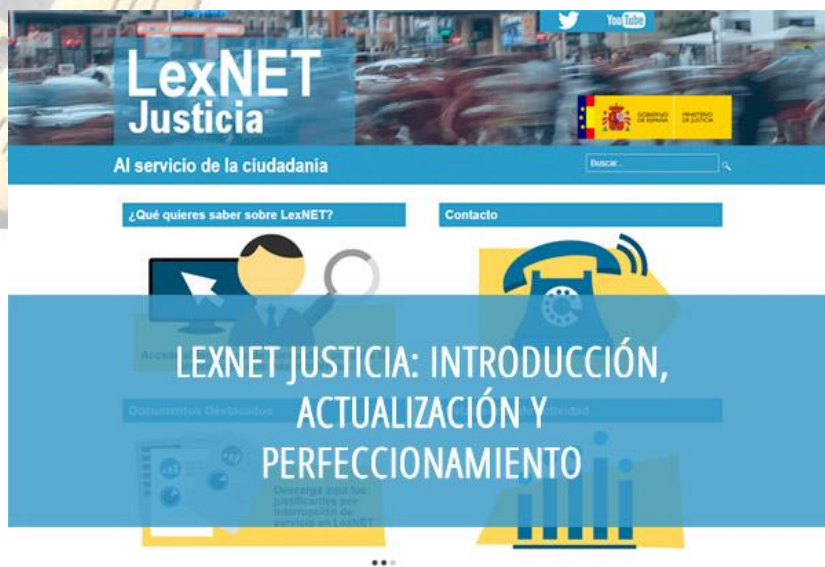 You Tube
LexNET
Justicia
GOBIERNO DE ESPAÑA
MINISTERIO DE JUSTICIA
Al servicio de la ciudadanía
Buscar...
¿Qué quieres saber sobre LexNET?
Contacto
LEXNET JUSTICIA: INTRODUCCIÓN,
ACTUALIZACIÓN Y
PERFECCIONAMIENTO
Documentos Destacados
Descarga aquí los
justificantes por
interrupción de
servicio en LexNET